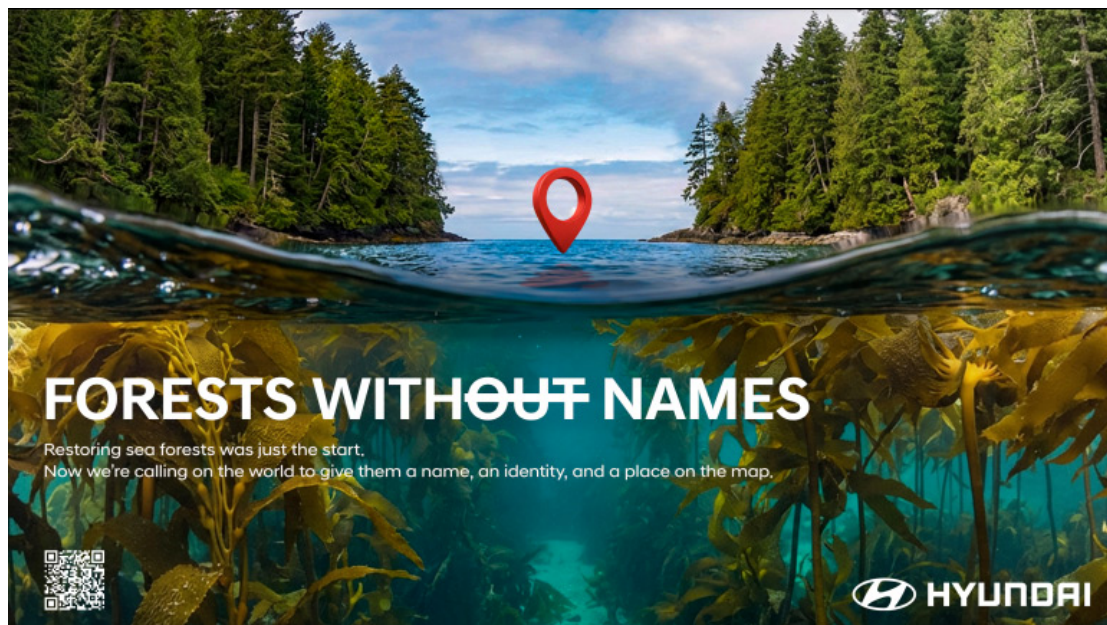 FORESTS WITHOUT NAMES
Restoring sea forests was just the start.
Now we're calling on the world to give them a name, an identity, and a place on the map.
HYUNDAI